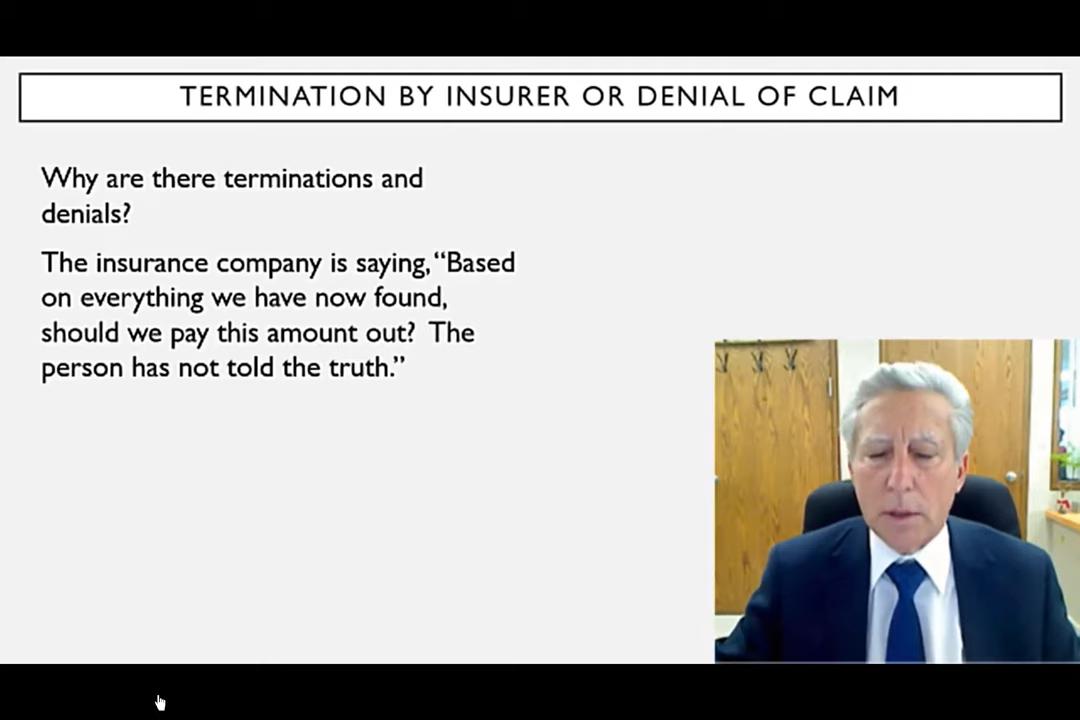 TERMINATION BY INSURER OR DENIAL OF CLAIM
Why are there terminations and
denials?
The insurance company is saying, “Based
on everything we have now found,
should we pay this amount out?  The
person has not told the truth.”